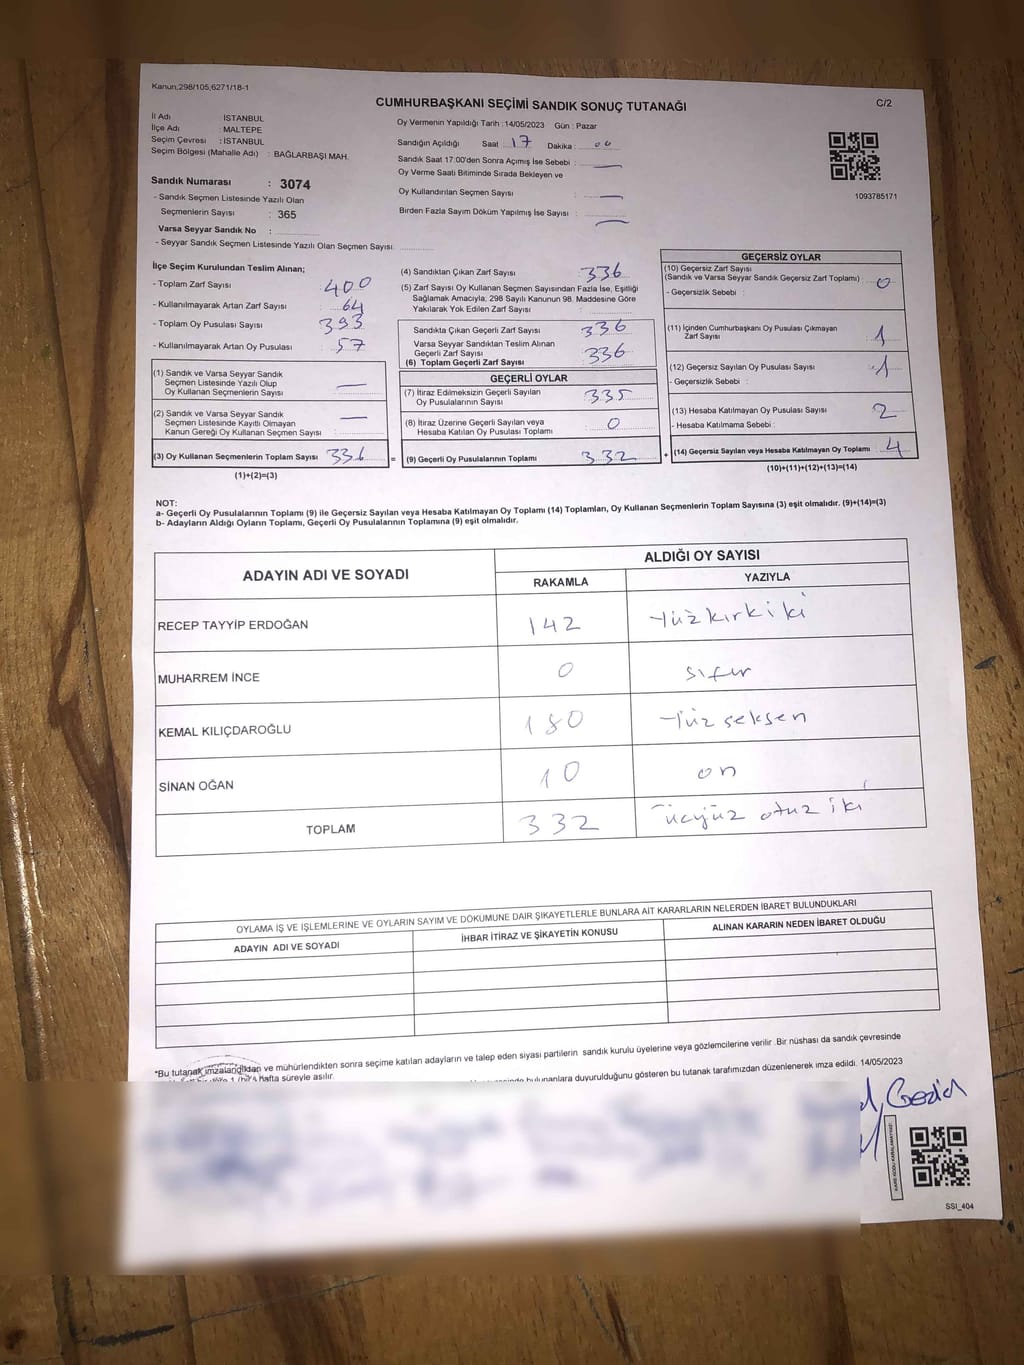 Kanun,298/105,6271/18-1
CUMHURBAŞKANI SEÇİMİ SANDIK SONUÇ TUTANAĞI
C/2
İl Adı : İSTANBUL
İlçe Adı : MALTEPE
Seçim Çevresi : İSTANBUL
Seçim Bölgesi (Mahalle Adı) : BAĞLARBAŞI MAH.
Sandık Numarası : 3074
- Sandık Seçmen Listesinde Yazılı Olan
Seçmenlerin Sayısı : 365
Varsa Seyyar Sandık No :
- Seyyar Sandık Seçmen Listesinde Yazılı Olan Seçmen Sayısı:
Oy Vermenin Yapıldığı Tarih :14/05/2023 Gün : Pazar
Sandığın Açıldığı Saat : 17 Dakika : 00
Sandık Saat 17:00'den Sonra Açımış İse Sebebi : —
Oy Verme Saati Bitiminde Sırada Bekleyen ve
Oy Kullandırılan Seçmen Sayısı : —
Birden Fazla Sayım Döküm Yapılmış İse Sayısı : —
1093785171
İlçe Seçim Kurulundan Teslim Alınan;
- Toplam Zarf Sayısı : 400
- Kullanılmayarak Artan Zarf Sayısı : 64
- Toplam Oy Pusulası Sayısı : 393
- Kullanılmayarak Artan Oy Pusulası : 57
(1) Sandık ve Varsa Seyyar Sandık
Seçmen Listesinde Yazılı Olup
Oy Kullanan Seçmenlerin Sayısı : —
(2) Sandık ve Varsa Seyyar Sandık
Seçmen Listesinde Kayıtlı Olmayan
Kanun Gereği Oy Kullanan Seçmen Sayısı : —
(3) Oy Kullanan Seçmenlerin Toplam Sayısı : 336
(1)+(2)=(3)
(4) Sandıktan Çıkan Zarf Sayısı : 336
(5) Zarf Sayısı Oy Kullanan Seçmen Sayısından Fazla İse, Eşitliği
Sağlamak Amacıyla; 298 Sayılı Kanunun 98. Maddesine Göre
Yakılarak Yok Edilen Zarf Sayısı :
Sandıkta Çıkan Geçerli Zarf Sayısı : 336
Varsa Seyyar Sandıktan Teslim Alınan
Geçerli Zarf Sayısı
(6) Toplam Geçerli Zarf Sayısı : 336
GEÇERLİ OYLAR
(7) İtiraz Edilmeksizin Geçerli Sayılan
Oy Pusulalarının Sayısı : 335
(8) İtiraz Üzerine Geçerli Sayılan veya
Hesaba Katılan Oy Pusulası Toplamı : 0
= (9) Geçerli Oy Pusulalarının Toplamı : 332
GEÇERSİZ OYLAR
(10) Geçersiz Zarf Sayısı
(Sandık ve Varsa Seyyar Sandık Geçersiz Zarf Toplamı) : 0
- Geçersizlik Sebebi :
(11) İçinden Cumhurbaşkanı Oy Pusulası Çıkmayan
Zarf Sayısı : 1
(12) Geçersiz Sayılan Oy Pusulası Sayısı : 1
- Geçersizlik Sebebi :
(13) Hesaba Katılmayan Oy Pusulası Sayısı : 2
- Hesaba Katılmama Sebebi :
+ (14) Geçersiz Sayılan veya Hesaba Katılmayan Oy Toplamı : 4
(10)+(11)+(12)+(13)=(14)
NOT:
a- Geçerli Oy Pusulalarının Toplamı (9) ile Geçersiz Sayılan veya Hesaba Katılmayan Oy Toplamı (14) Toplamları, Oy Kullanan Seçmenlerin Toplam Sayısına (3) eşit olmalıdır. (9)+(14)=(3)
b- Adayların Aldığı Oyların Toplamı, Geçerli Oy Pusulalarının Toplamına (9) eşit olmalıdır.
ADAYIN ADI VE SOYADI
ALDIĞI OY SAYISI
RAKAMLA YAZIYLA
RECEP TAYYİP ERDOĞAN 142 Yüzkırkiki
MUHARREM İNCE 0 sıfır
KEMAL KILIÇDAROĞLU 180 Yüz seksen
SİNAN OĞAN 10 on
TOPLAM 332 Üçyüz otuz iki
OYLAMA İŞ VE İŞLEMLERİNE VE OYLARIN SAYIM VE DÖKÜMÜNE DAİR ŞİKAYETLERLE BUNLARA AİT KARARLARIN NELERDEN İBARET BULUNDUKLARI
ADAYIN ADI VE SOYADI İHBAR İTİRAZ VE ŞİKAYETİN KONUSU ALINAN KARARIN NEDEN İBARET OLDUĞU
*Bu tutanak imzalandıktan ve mühürlendikten sonra seçime katılan adayların ve talep eden siyasi partilerin sandık kurulu üyelerine veya gözlemcilerine verilir .Bir nüshası da sandık çevresinde
hafta süreyle asılır.
bulunanlara duyurulduğunu gösteren bu tutanak tarafımızdan düzenlenerek imza edildi. 14/05/2023
SSI_404